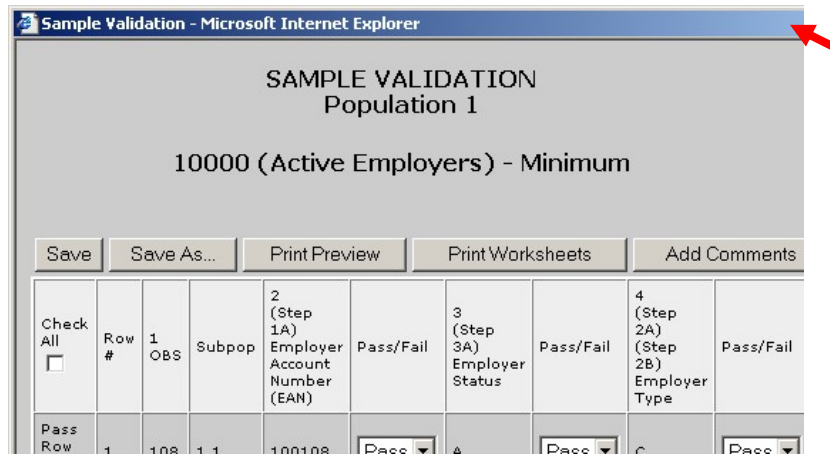 Sample Validation - Microsoft Internet Explorer
SAMPLE VALIDATION
Population 1
10000 (Active Employers) - Minimum
Save Save As... Print Preview Print Worksheets Add Comments
Check All Row # 1 OBS Subpop 2 (Step 1A) Employer Account Number (EAN) Pass/Fail 3 (Step 3A) Employer Status Pass/Fail 4 (Step 2A) (Step 2B) Employer Type Pass/Fail
Pass Row 1 108 1.1 100108 Pass A Pass C Pass